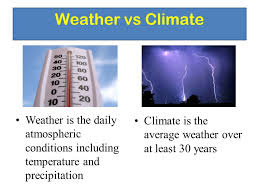 Weather vs Climate
• Weather is the daily
atmospheric
conditions including
temperature and
precipitation
• Climate is the
average weather over
at least 30 years